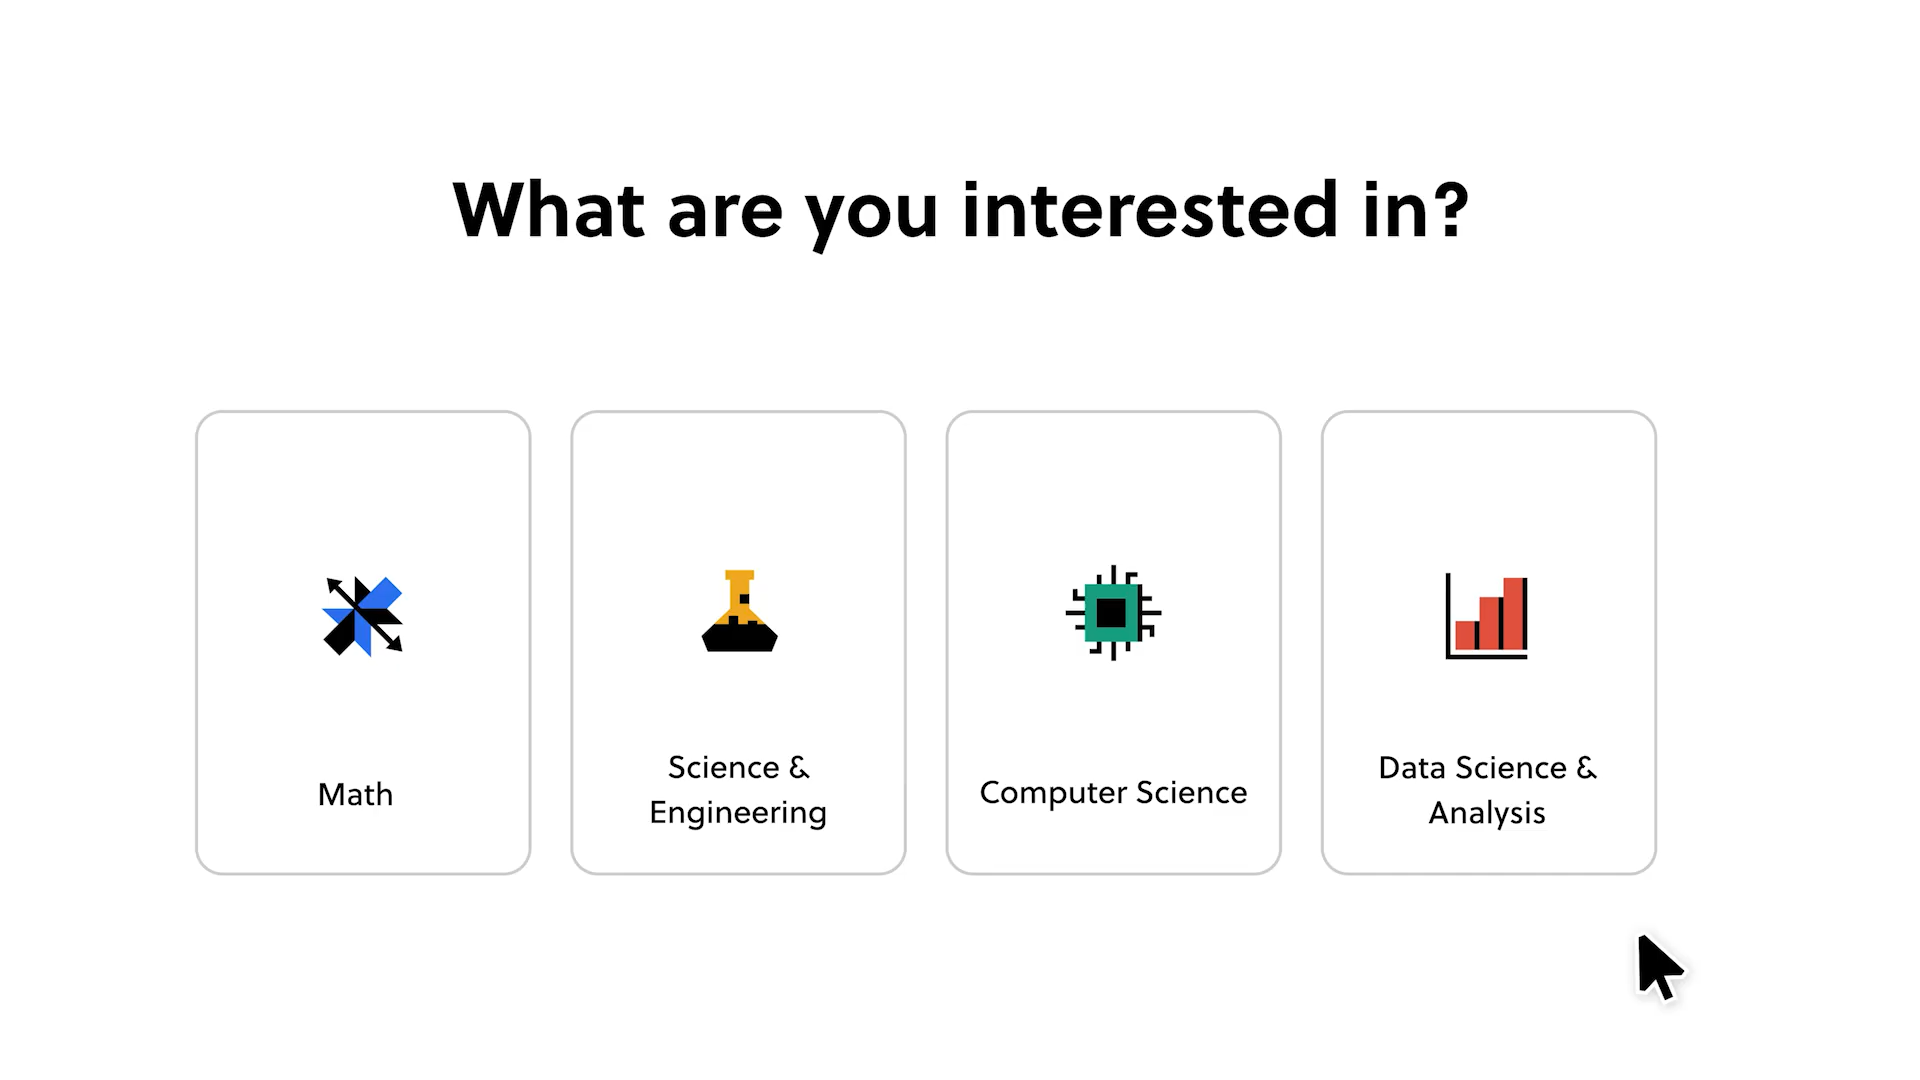 What are you interested in?
Math
Science &
Engineering
Computer Science
Data Science &
Analysis